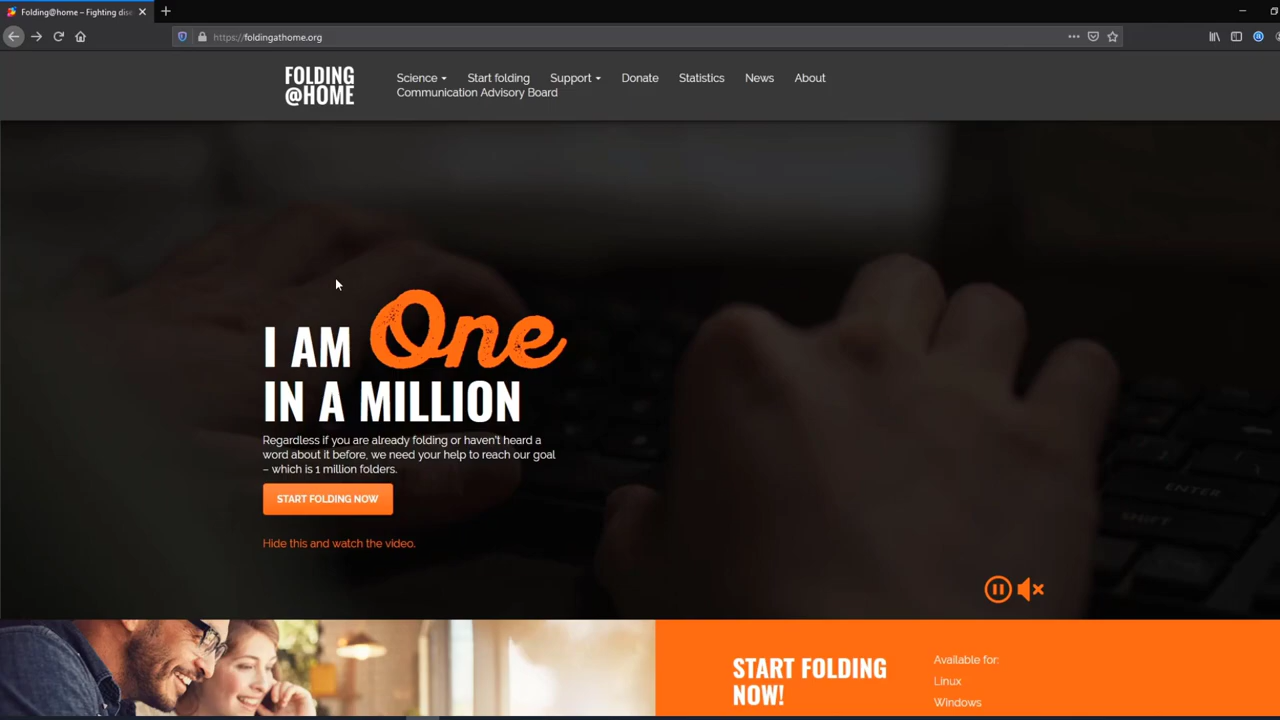 Folding@home – Fighting dise
https://foldingathome.org
FOLDING
@HOME
Science
Start folding
Support
Donate
Statistics
News
About
Communication Advisory Board
I AM One
IN A MILLION
Regardless if you are already folding or haven't heard a
word about it before, we need your help to reach our goal
– which is 1 million folders.
START FOLDING NOW
Hide this and watch the video.
ENTER
SHIFT
START FOLDING
NOW!
Available for:
Linux
Windows